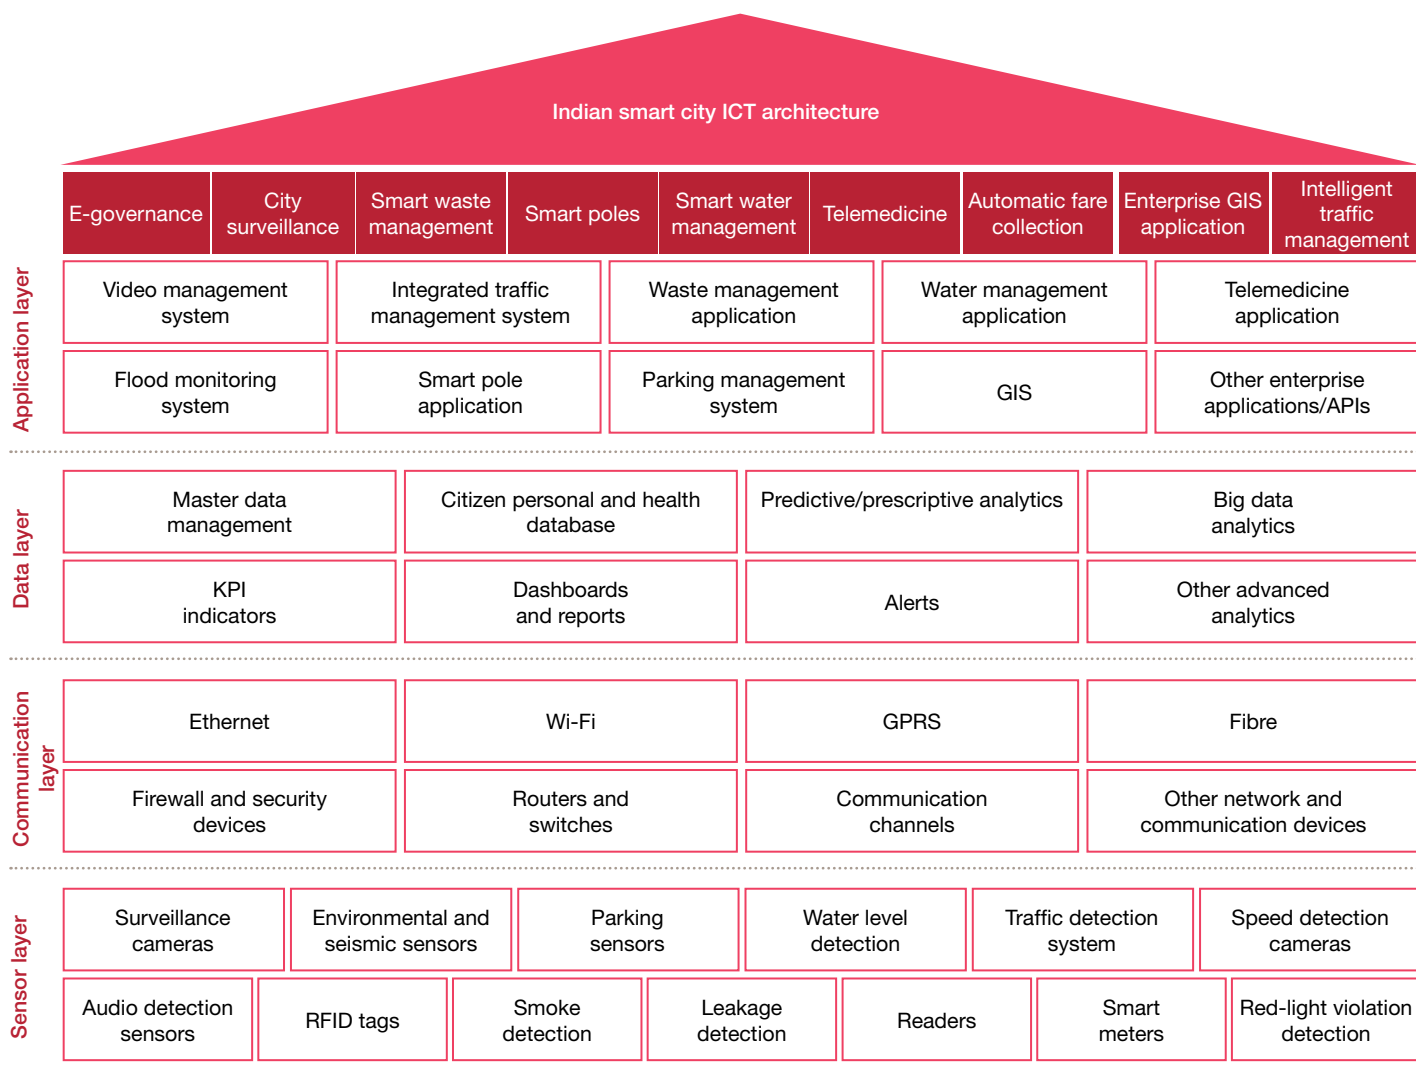 Indian smart city ICT architecture
E-governance
City
surveillance
Smart waste
management
Smart poles
Smart water
management
Telemedicine
Automatic fare
collection
Enterprise GIS
application
Intelligent
traffic
management
Application layer
Video management
system
Integrated traffic
management system
Waste management
application
Water management
application
Telemedicine
application
Flood monitoring
system
Smart pole
application
Parking management
system
GIS
Other enterprise
applications/APIs
Data layer
Master data
management
Citizen personal and health
database
Predictive/prescriptive analytics
Big data
analytics
KPI
indicators
Dashboards
and reports
Alerts
Other advanced
analytics
Communication
layer
Ethernet
Wi-Fi
GPRS
Fibre
Firewall and security
devices
Routers and
switches
Communication
channels
Other network and
communication devices
Sensor layer
Surveillance
cameras
Environmental and
seismic sensors
Parking
sensors
Water level
detection
Traffic detection
system
Speed detection
cameras
Audio detection
sensors
RFID tags
Smoke
detection
Leakage
detection
Readers
Smart
meters
Red-light violation
detection